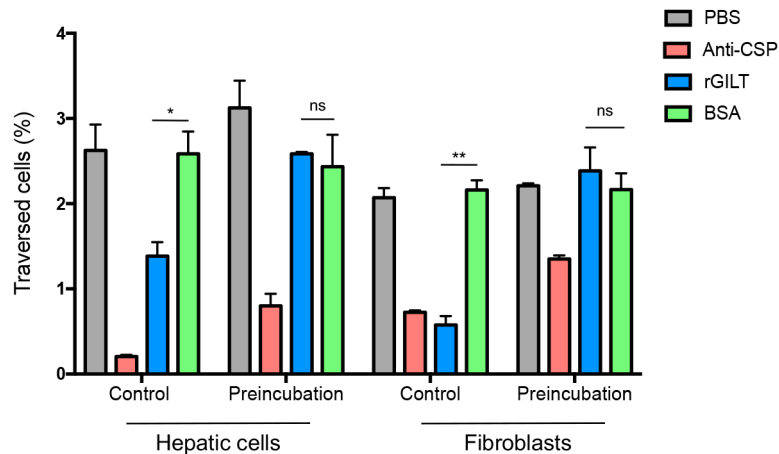 PBS
Anti-CSP
rGILT
BSA
Traversed cells (%)
4
3
2
1
0
*
ns
**
ns
Control
Preincubation
Control
Preincubation
Hepatic cells
Fibroblasts